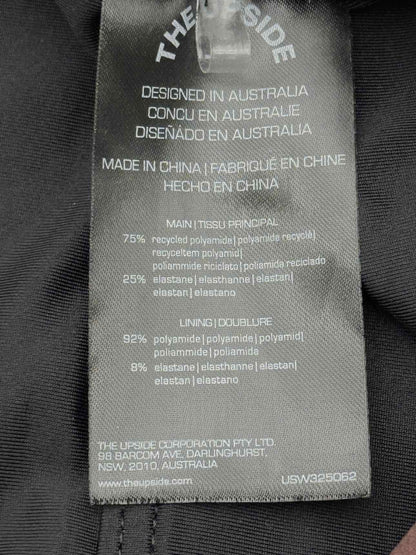 THE UPSIDE
DESIGNED IN AUSTRALIA
CONCU EN AUSTRALIE
DISEÑÁDO EN AUSTRALIA
MADE IN CHINA | FABRIQUÉ EN CHINE
HECHO EN CHINA
MAIN | TISSU PRINCIPAL
75% recycled polyamide | polyamide recyclé |
recyceltem polyamid |
poliammide riciclato | poliamida reciclado
25% elastane | elasthanne | elastan |
elastan | elastano
LINING | DOUBLURE
92% polyamide | polyamide | polyamid |
poliammide | poliamida
8% elastane | elasthanne | elastan |
elastan | elastano
THE UPSIDE CORPORATION PTY LTD.
98 BARCOM AVE, DARLINGHURST,
NSW, 2010, AUSTRALIA
www.theupside.com USW325062